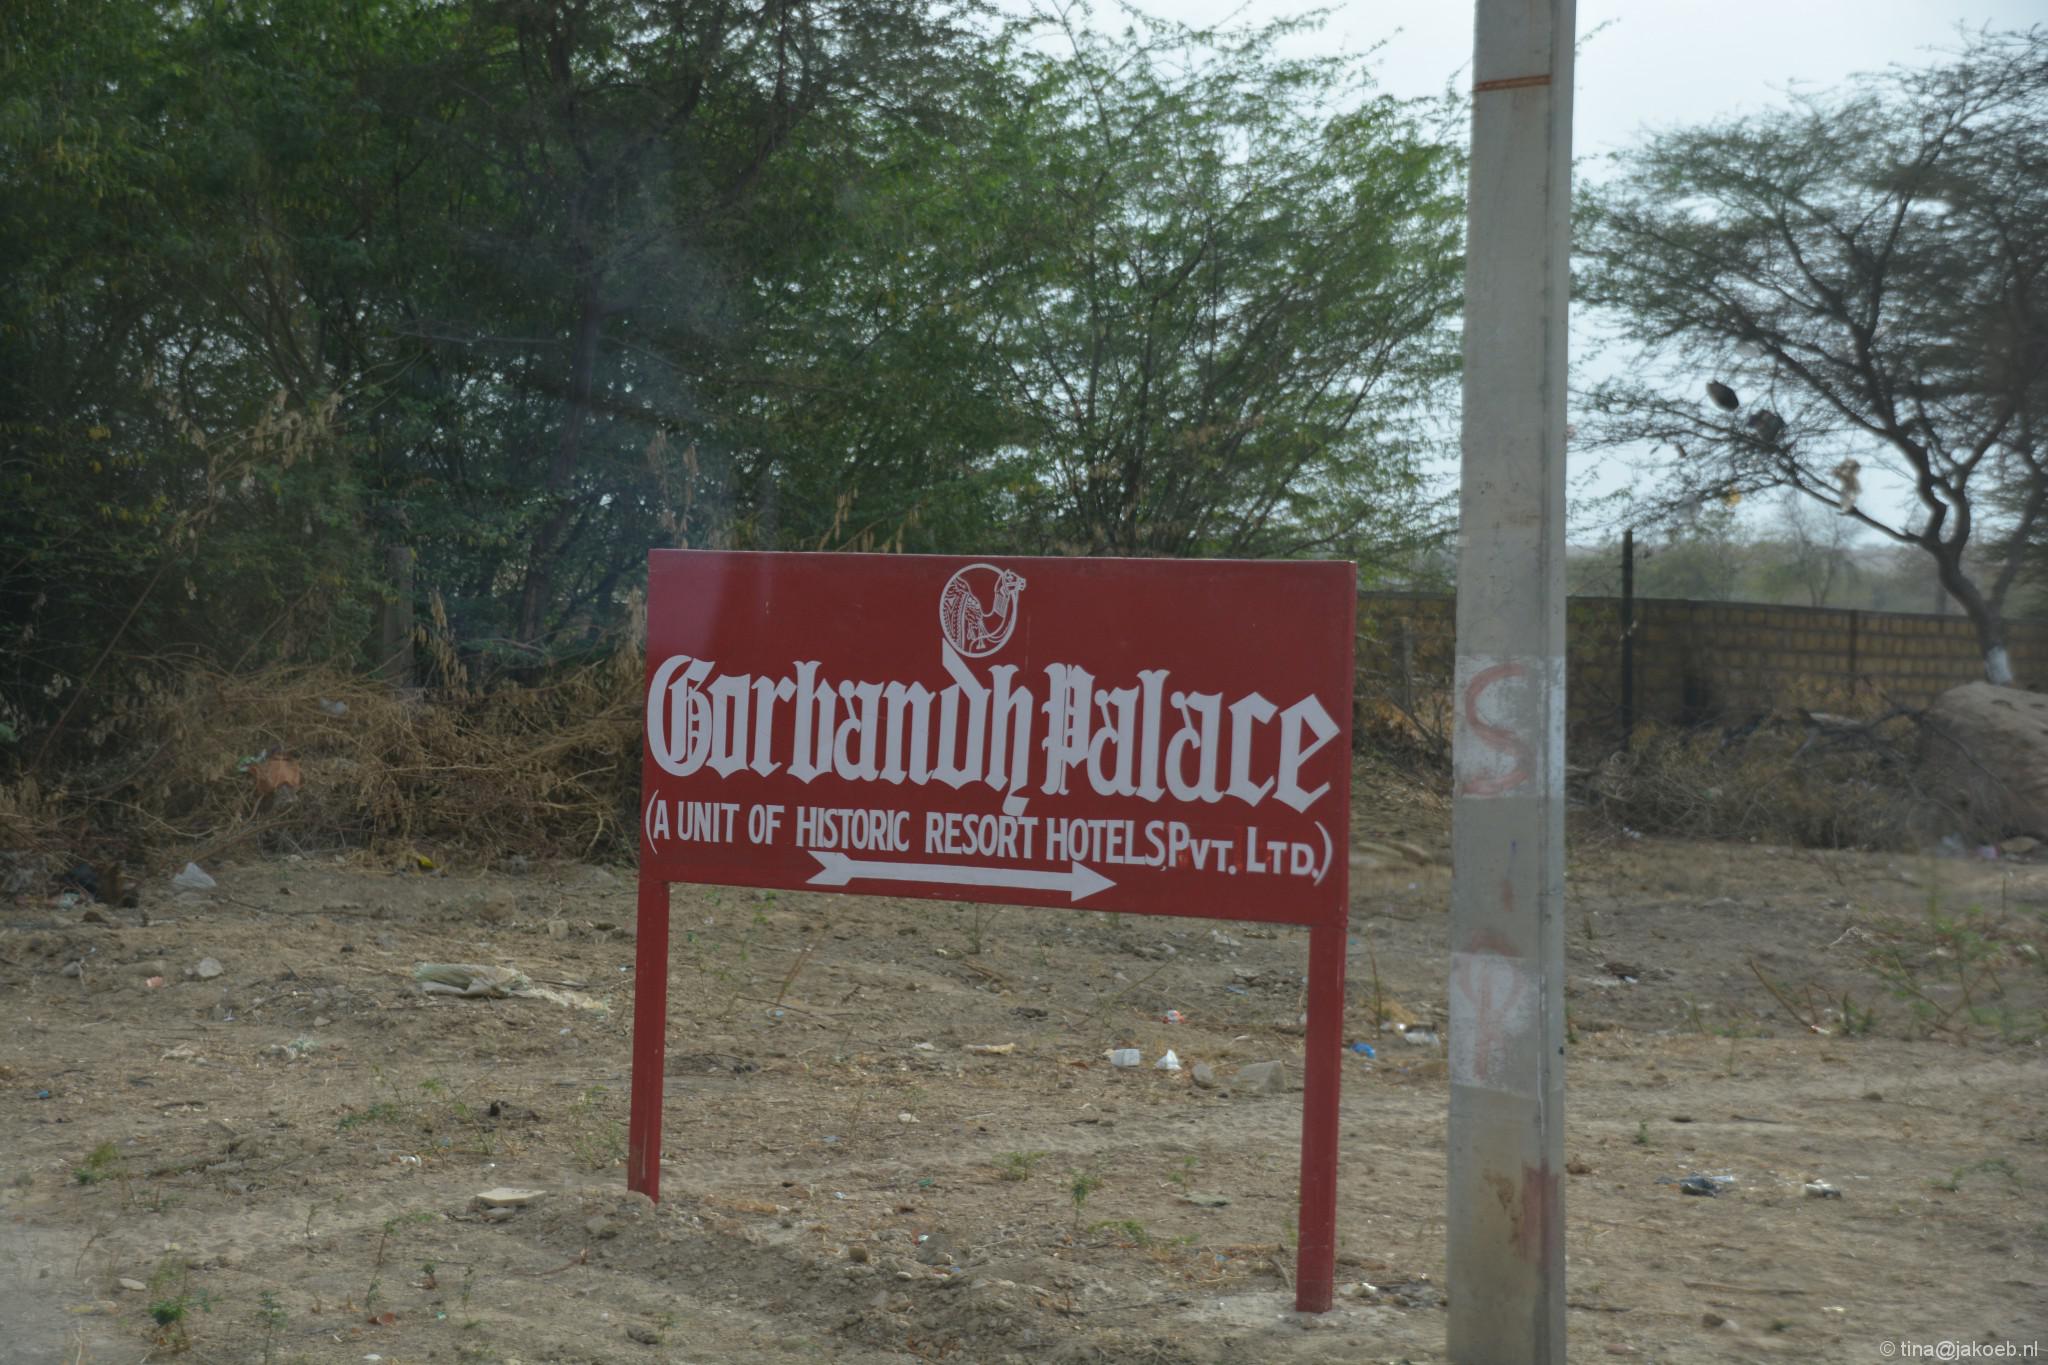 Gorbandh Palace
(A UNIT OF HISTORIC RESORT HOTELS, PVT. LTD.)
S
© tina@jakoeb.nl